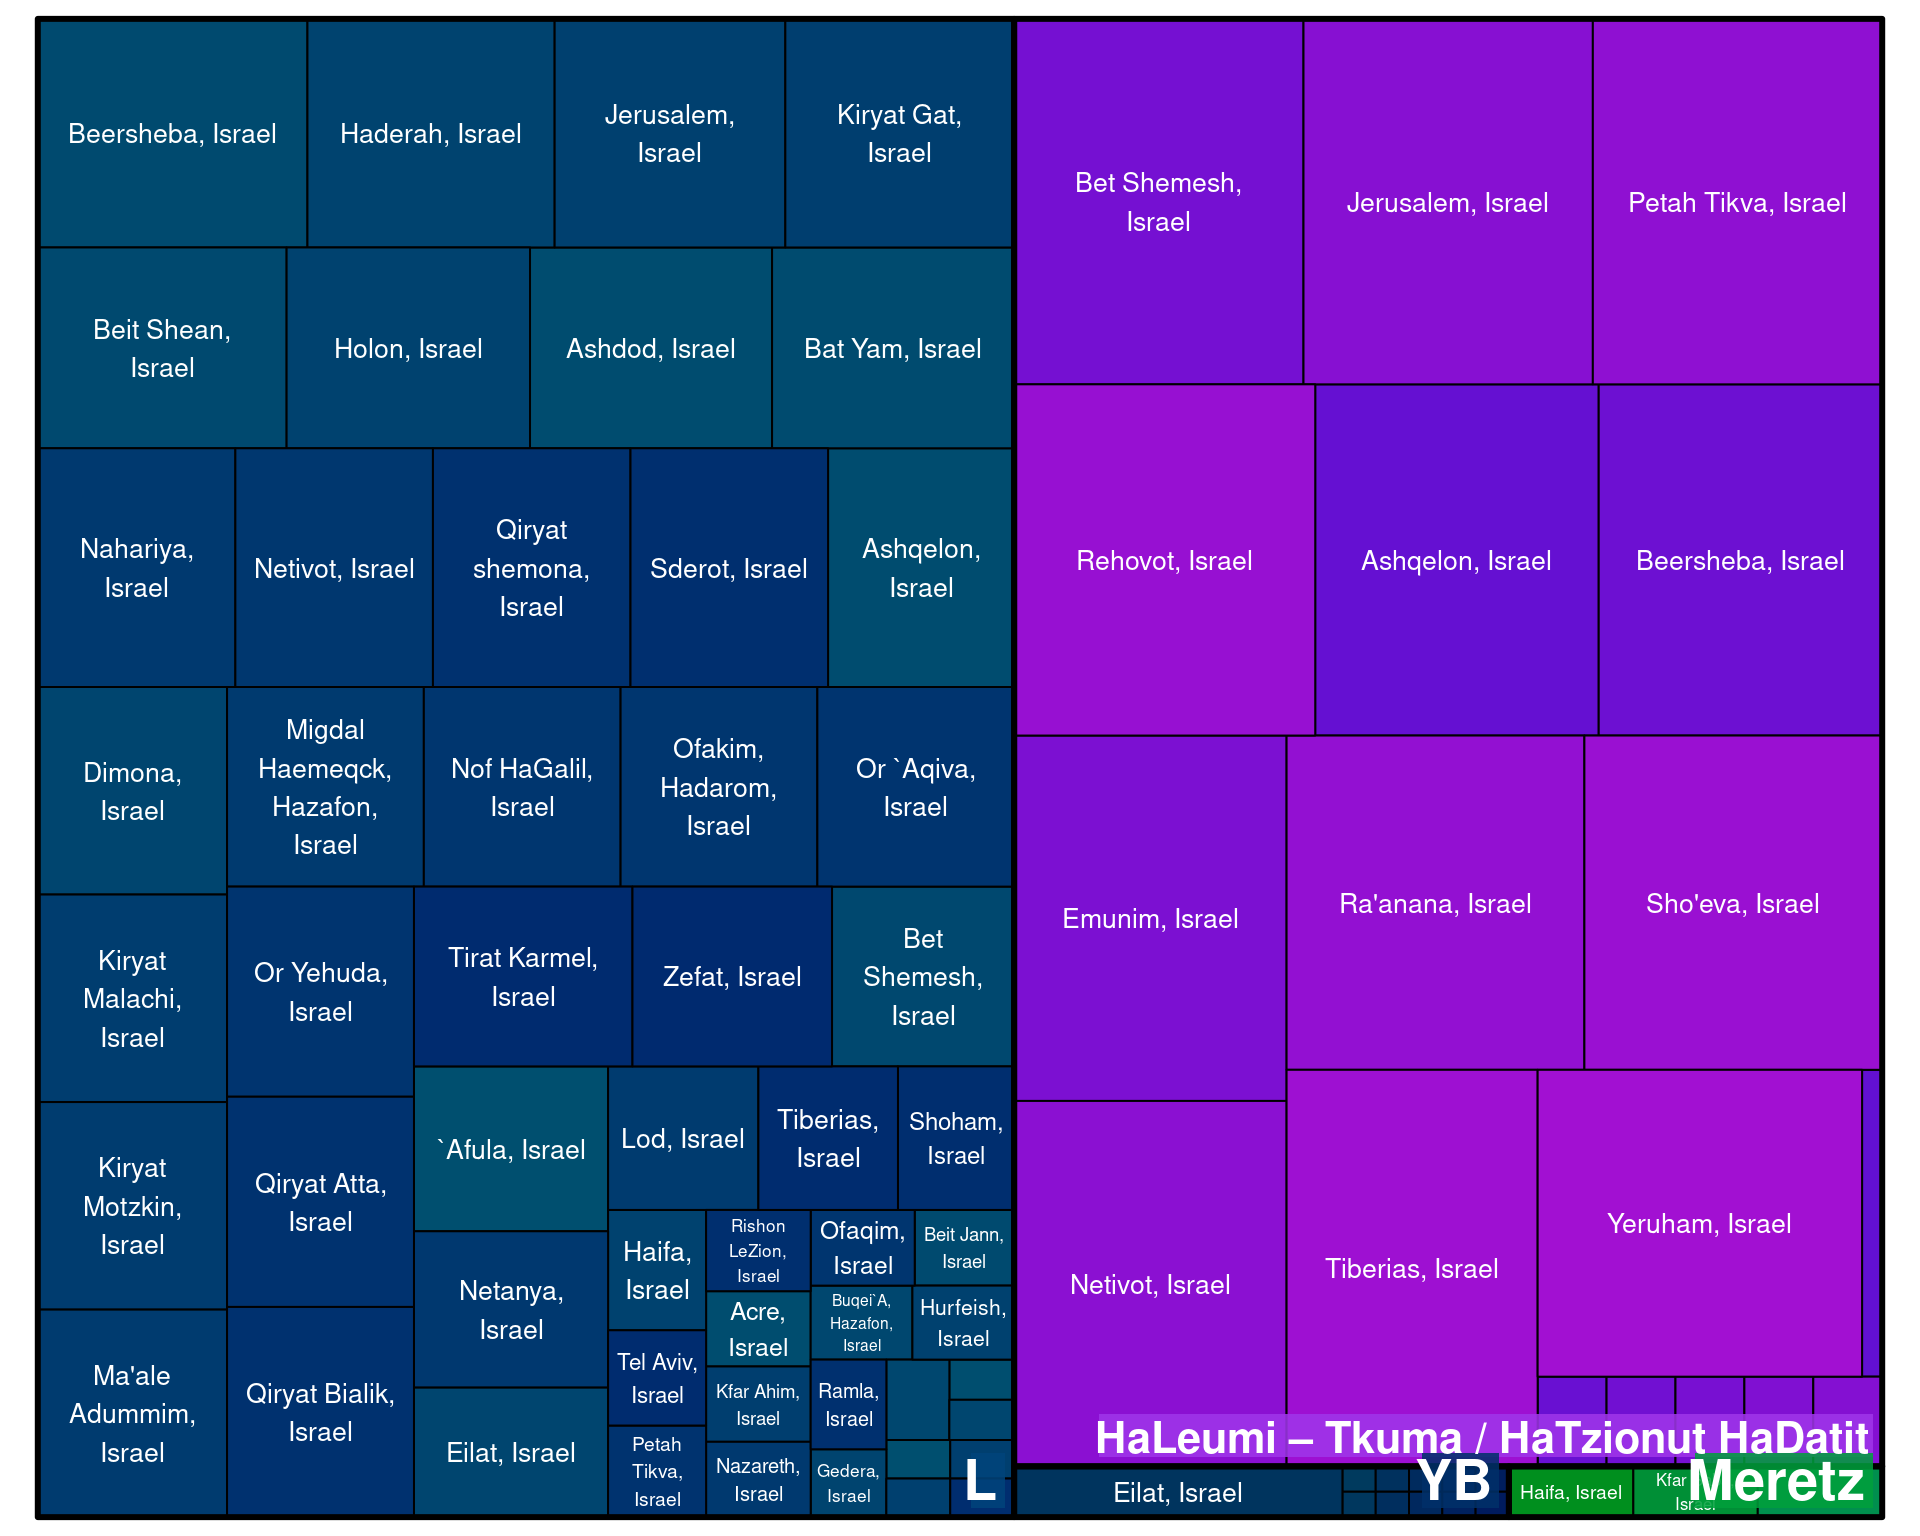 Beersheba, Israel
Haderah, Israel
Jerusalem,
Israel
Kiryat Gat,
Israel
Beit Shean,
Israel
Holon, Israel
Ashdod, Israel
Bat Yam, Israel
Nahariya,
Israel
Netivot, Israel
Qiryat
shemona,
Israel
Sderot, Israel
Ashqelon,
Israel
Dimona,
Israel
Migdal
Haemeqck,
Hazafon,
Israel
Nof HaGalil,
Israel
Ofakim,
Hadarom,
Israel
Or `Aqiva,
Israel
Kiryat
Malachi,
Israel
Or Yehuda,
Israel
Tirat Karmel,
Israel
Zefat, Israel
Bet
Shemesh,
Israel
Kiryat
Motzkin,
Israel
Qiryat Atta,
Israel
`Afula, Israel
Lod, Israel
Tiberias,
Israel
Shoham,
Israel
Ma'ale
Adummim,
Israel
Qiryat Bialik,
Israel
Netanya,
Israel
Eilat, Israel
Haifa,
Israel
Rishon
LeZion,
Israel
Ofaqim,
Israel
Beit Jann,
Israel
Acre,
Israel
Buqei`A,
Hazafon,
Israel
Hurfeish,
Israel
Tel Aviv,
Israel
Kfar Ahim,
Israel
Ramla,
Israel
Petah
Tikva,
Israel
Nazareth,
Israel
Gedera,
Israel
L
Bet Shemesh,
Israel
Jerusalem, Israel
Petah Tikva, Israel
Rehovot, Israel
Ashqelon, Israel
Beersheba, Israel
Emunim, Israel
Ra'anana, Israel
Sho'eva, Israel
Netivot, Israel
Tiberias, Israel
Yeruham, Israel
HaLeumi – Tkuma / HaTzionut HaDatit
Eilat, Israel
YB
Haifa, Israel
Kfar
Israel
Meretz